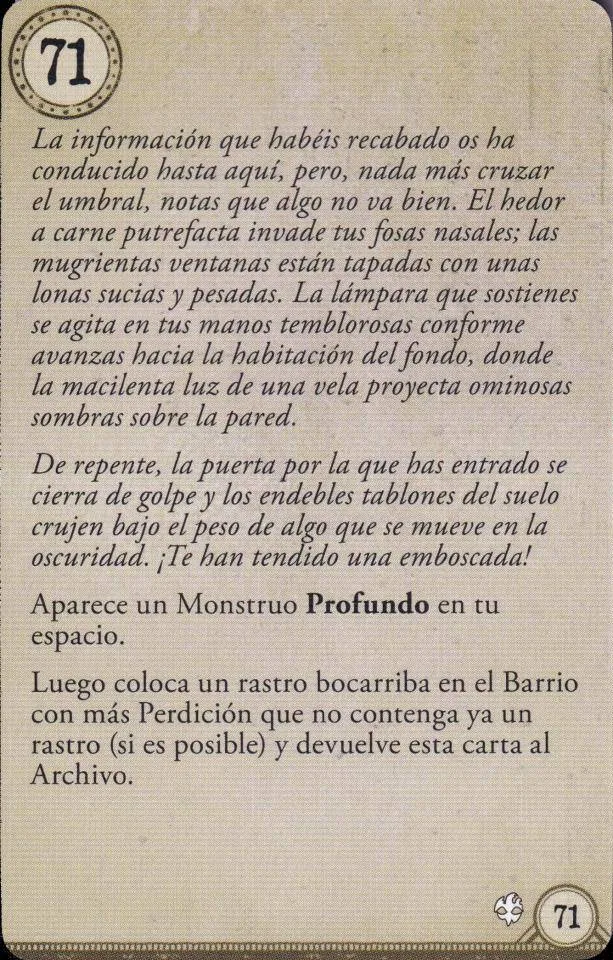 71
La información que habéis recabado os ha
conducido hasta aquí, pero, nada más cruzar
el umbral, notas que algo no va bien. El hedor
a carne putrefacta invade tus fosas nasales; las
mugrientas ventanas están tapadas con unas
lonas sucias y pesadas. La lámpara que sostienes
se agita en tus manos temblorosas conforme
avanzas hacia la habitación del fondo, donde
la macilenta luz de una vela proyecta ominosas
sombras sobre la pared.
De repente, la puerta por la que has entrado se
cierra de golpe y los endebles tablones del suelo
crujen bajo el peso de algo que se mueve en la
oscuridad. ¡Te han tendido una emboscada!
Aparece un Monstruo Profundo en tu
espacio.
Luego coloca un rastro bocarriba en el Barrio
con más Perdición que no contenga ya un
rastro (si es posible) y devuelve esta carta al
Archivo.
71